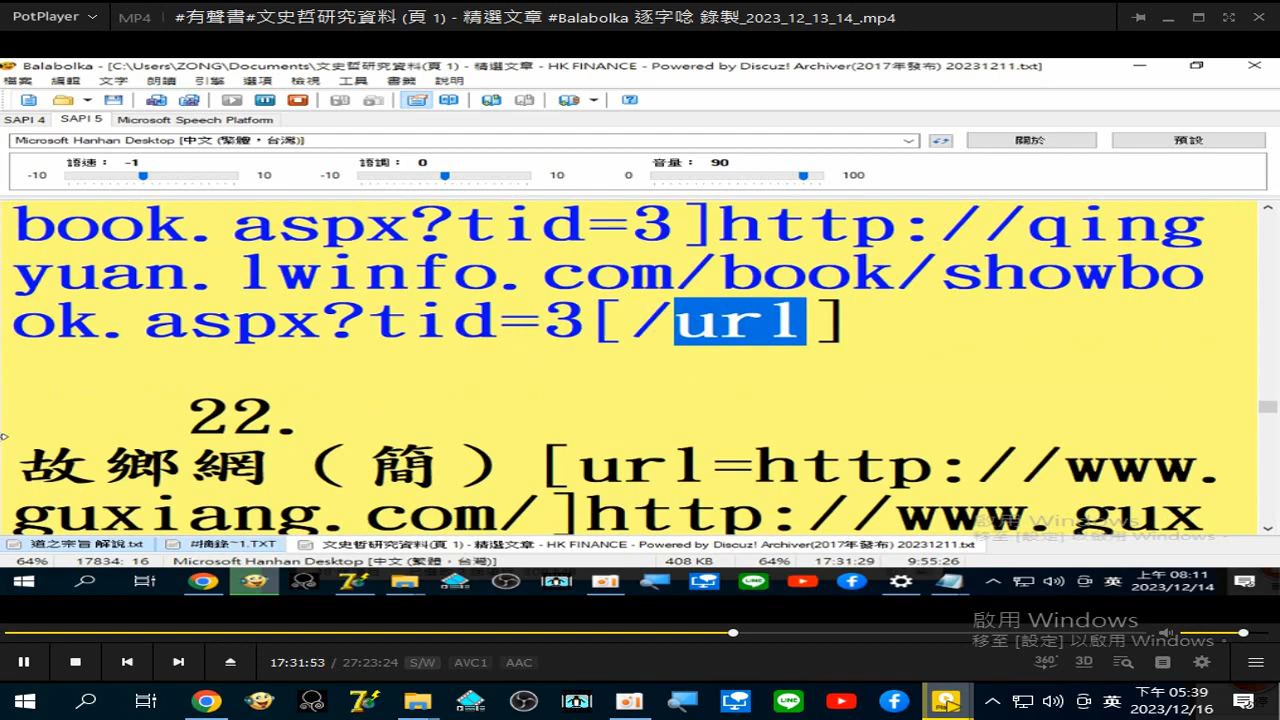 PotPlayer MP4 #有聲書#文史哲研究資料 (頁 1) - 精選文章 #Balabolka 逐字唸 錄製_2023_12_13_14_.mp4
Balabolka - [C:\Users\ZONG\Documents\文史哲研究資料(頁 1) - 精選文章 - HK FINANCE - Powered by Discuz! Archiver(2017年發布) 20231211.txt]
檔案 編輯 文字 朗讀 引擎 選項 檢視 工具 書籤 說明
SAPI 4 SAPI 5 Microsoft Speech Platform
Microsoft Hanhan Desktop [中文 (繁體，台灣)] 關於 預設
語速： -1 語調： 0 音量： 90
-10 10 -10 10 0 100
book.aspx?tid=3]http://qing
yuan.lwinfo.com/book/showbo
ok.aspx?tid=3[/url]
22.
故鄉網（簡）[url=http://www.
guxiang.com/]http://www.gux
道之宗旨 解說.txt #摘錄~1.TXT 文史哲研究資料(頁 1) - 精選文章 - HK FINANCE - Powered by Discuz! Archiver(2017年發布) 20231211.txt
64% 17834: 16 Microsoft Hanhan Desktop [中文 (繁體，台灣)] 408 KB 64% 17:31:29 9:55:26
英 上午 08:11
2023/12/14
啟用 Windows
移至 [設定] 以啟用 Windows。
17:31:53 / 27:23:24 S/W AVC1 AAC 360° 3D
英 下午 05:39
2023/12/16